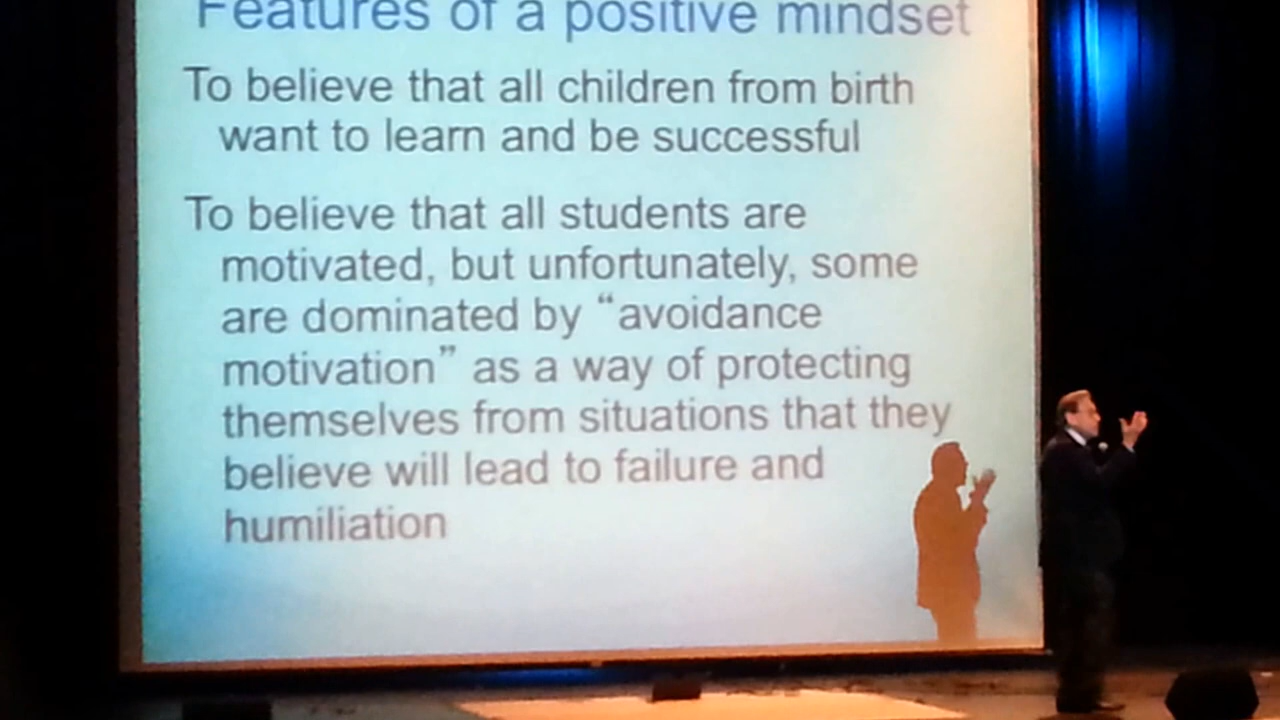 Features of a positive mindset
To believe that all children from birth
want to learn and be successful
To believe that all students are
motivated, but unfortunately, some
are dominated by “avoidance
motivation” as a way of protecting
themselves from situations that they
believe will lead to failure and
humiliation